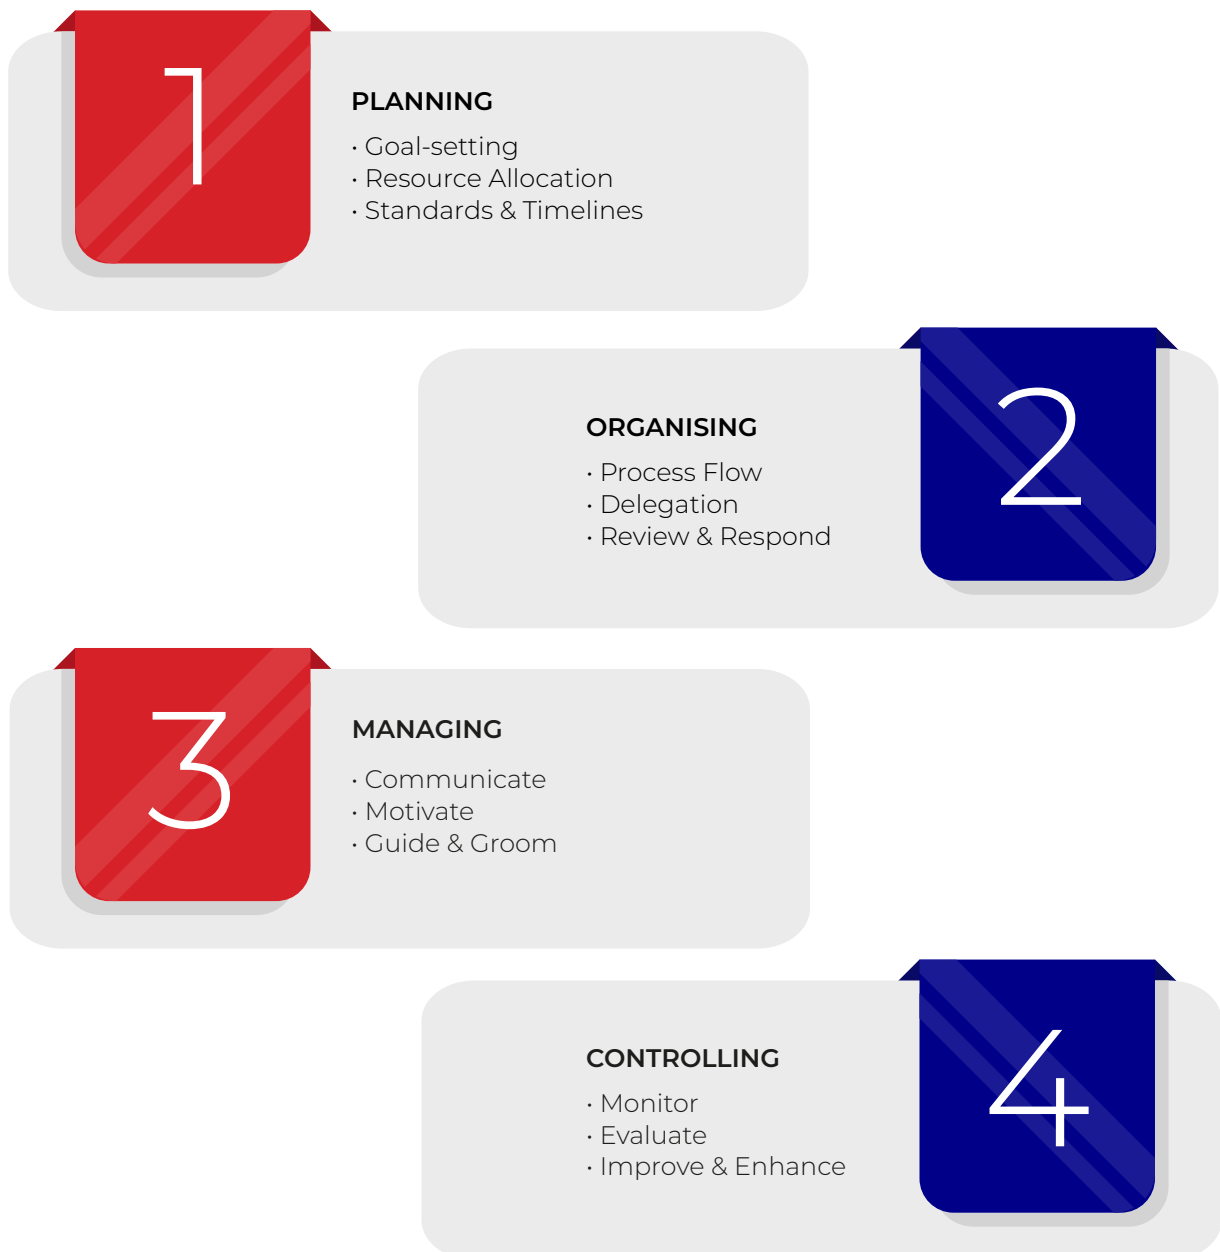 1
PLANNING
· Goal-setting
· Resource Allocation
· Standards & Timelines
2
ORGANISING
· Process Flow
· Delegation
· Review & Respond
3
MANAGING
· Communicate
· Motivate
· Guide & Groom
4
CONTROLLING
· Monitor
· Evaluate
· Improve & Enhance